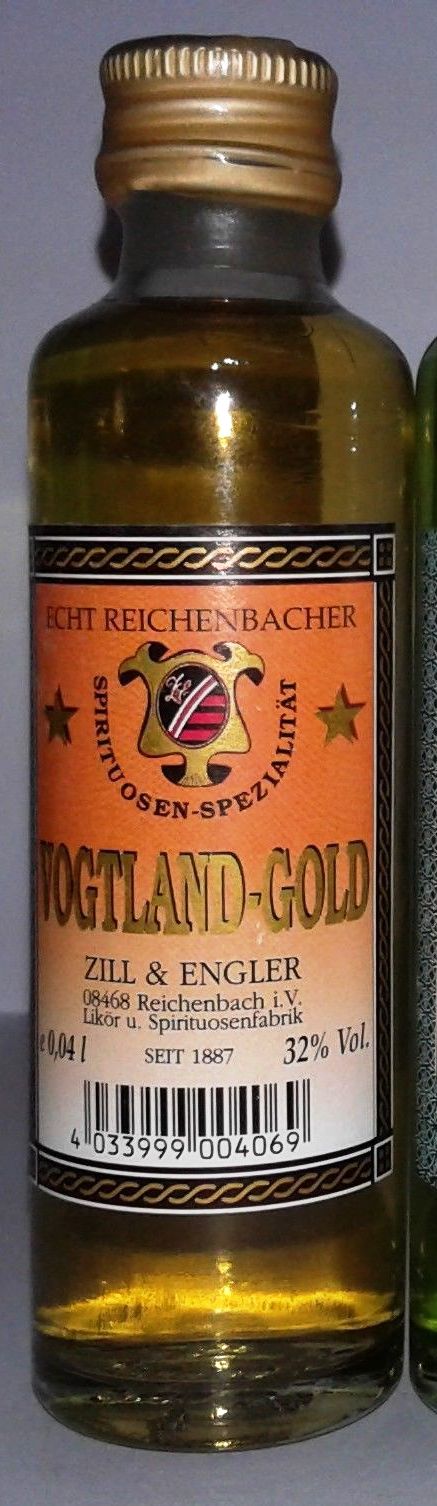 ECHT REICHENBACHER
SPIRITUOSEN-SPEZIALITÄT
VOGTLAND-GOLD
ZILL & ENGLER
08468 Reichenbach i.V.
Likör u. Spirituosenfabrik
e 0,04 l SEIT 1887 32% Vol.
4 033999 004069